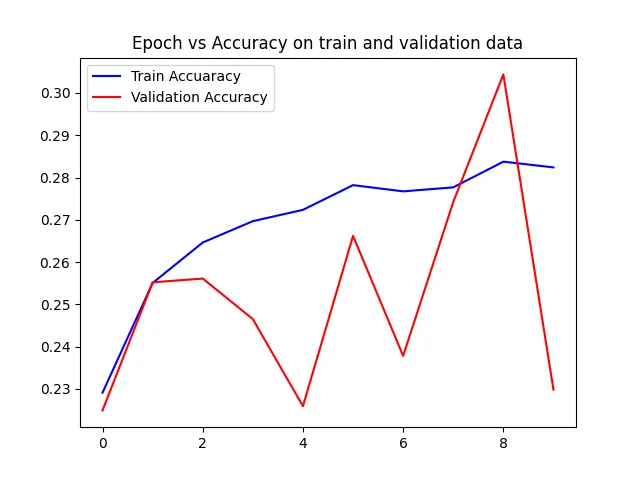 Epoch vs Accuracy on train and validation data
Train Accuaracy
Validation Accuracy
0.30
0.29
0.28
0.27
0.26
0.25
0.24
0.23
0 2 4 6 8